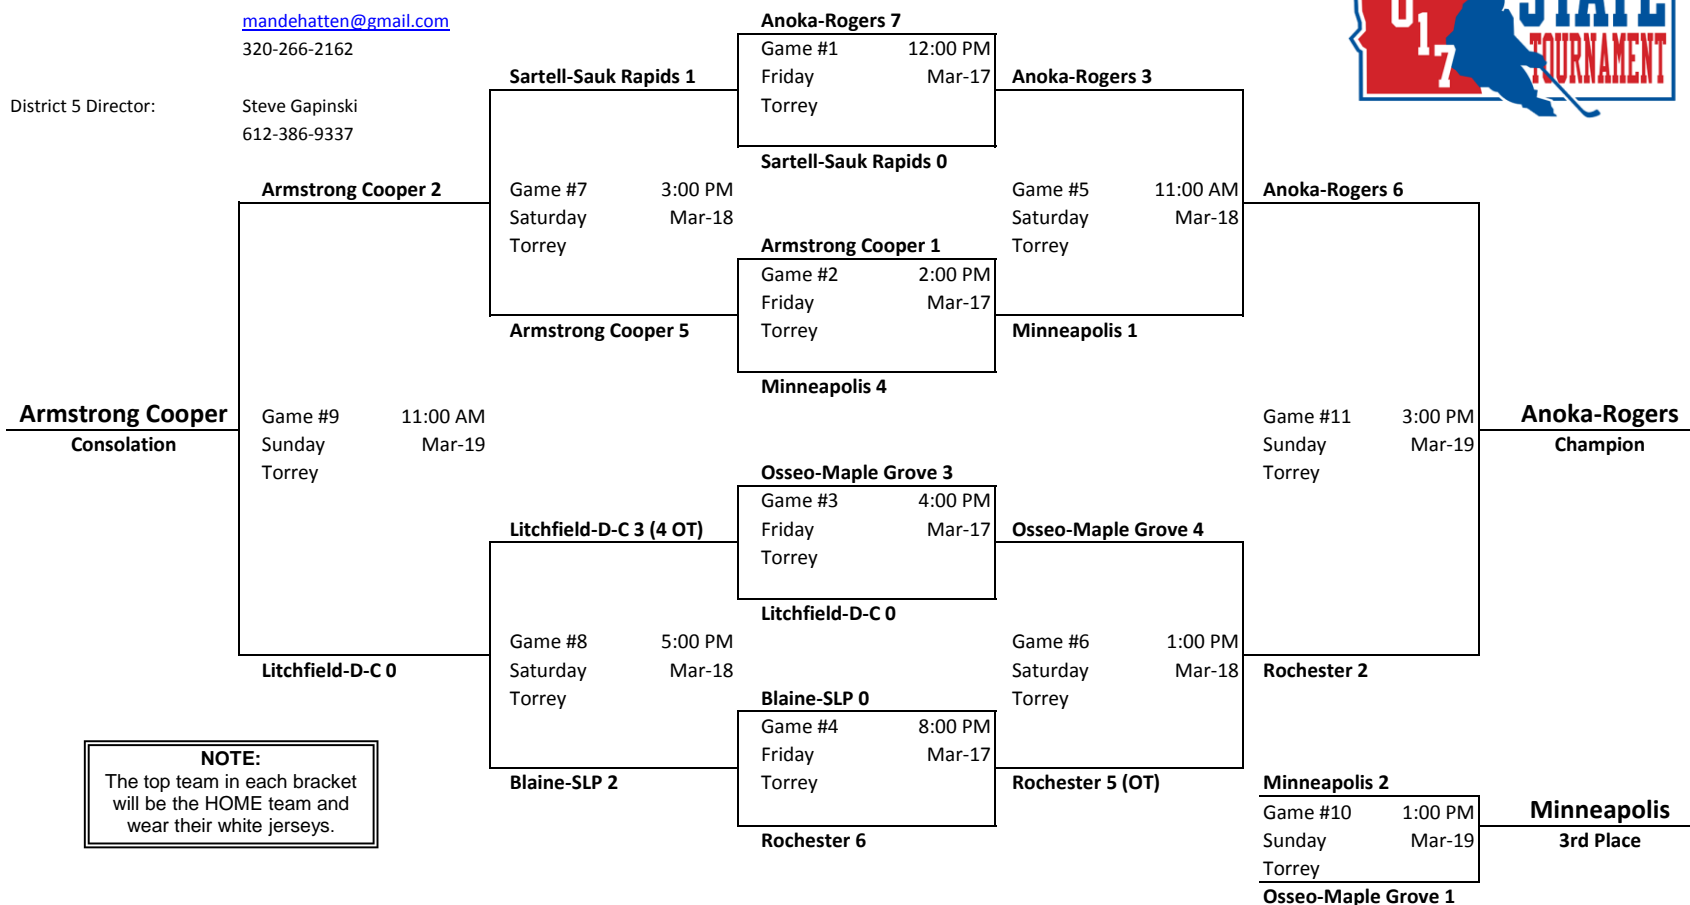 mandehatten@gmail.com
320-266-2162
District 5 Director: Steve Gapinski
612-386-9337
017
STATE
TOURNAMENT
Anoka-Rogers 7
Game #1 12:00 PM
Friday Mar-17
Torrey
Sartell-Sauk Rapids 0
Sartell-Sauk Rapids 1
Anoka-Rogers 3
Armstrong Cooper 2
Game #7 3:00 PM
Saturday Mar-18
Torrey
Game #5 11:00 AM
Saturday Mar-18
Torrey
Anoka-Rogers 6
Armstrong Cooper 1
Game #2 2:00 PM
Friday Mar-17
Torrey
Minneapolis 4
Armstrong Cooper 5
Minneapolis 1
Armstrong Cooper
Consolation
Game #9 11:00 AM
Sunday Mar-19
Torrey
Game #11 3:00 PM
Sunday Mar-19
Torrey
Anoka-Rogers
Champion
Osseo-Maple Grove 3
Game #3 4:00 PM
Friday Mar-17
Torrey
Litchfield-D-C 0
Litchfield-D-C 3 (4 OT)
Osseo-Maple Grove 4
Game #8 5:00 PM
Saturday Mar-18
Torrey
Game #6 1:00 PM
Saturday Mar-18
Torrey
Litchfield-D-C 0
Rochester 2
Blaine-SLP 0
Game #4 8:00 PM
Friday Mar-17
Torrey
Rochester 6
Blaine-SLP 2
Rochester 5 (OT)
NOTE:
The top team in each bracket
will be the HOME team and
wear their white jerseys.
Minneapolis 2
Game #10 1:00 PM
Sunday Mar-19
Torrey
Osseo-Maple Grove 1
Minneapolis
3rd Place